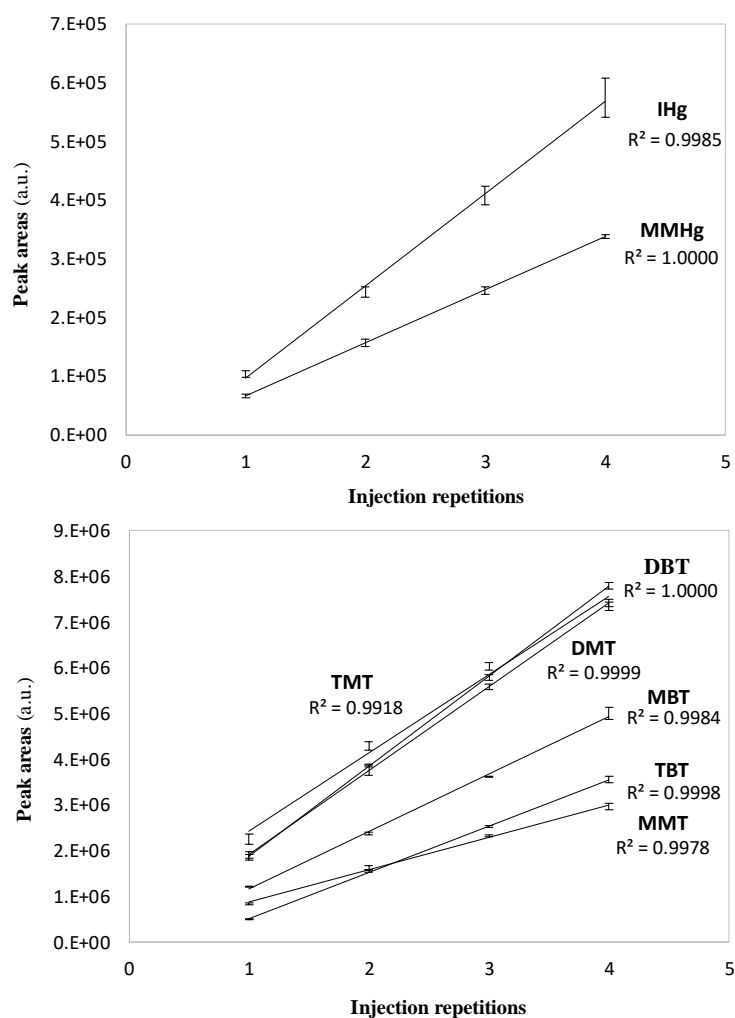 7.E+05
6.E+05
5.E+05
4.E+05
3.E+05
2.E+05
1.E+05
0.E+00
Peak areas (a.u.)
IHg
R² = 0.9985
MMHg
R² = 1.0000
0 1 2 3 4 5
Injection repetitions
9.E+06
8.E+06
7.E+06
6.E+06
5.E+06
4.E+06
3.E+06
2.E+06
1.E+06
0.E+00
Peak areas (a.u.)
DBT
R² = 1.0000
DMT
R² = 0.9999
TMT
R² = 0.9918
MBT
R² = 0.9984
TBT
R² = 0.9998
MMT
R² = 0.9978
0 1 2 3 4 5
Injection repetitions